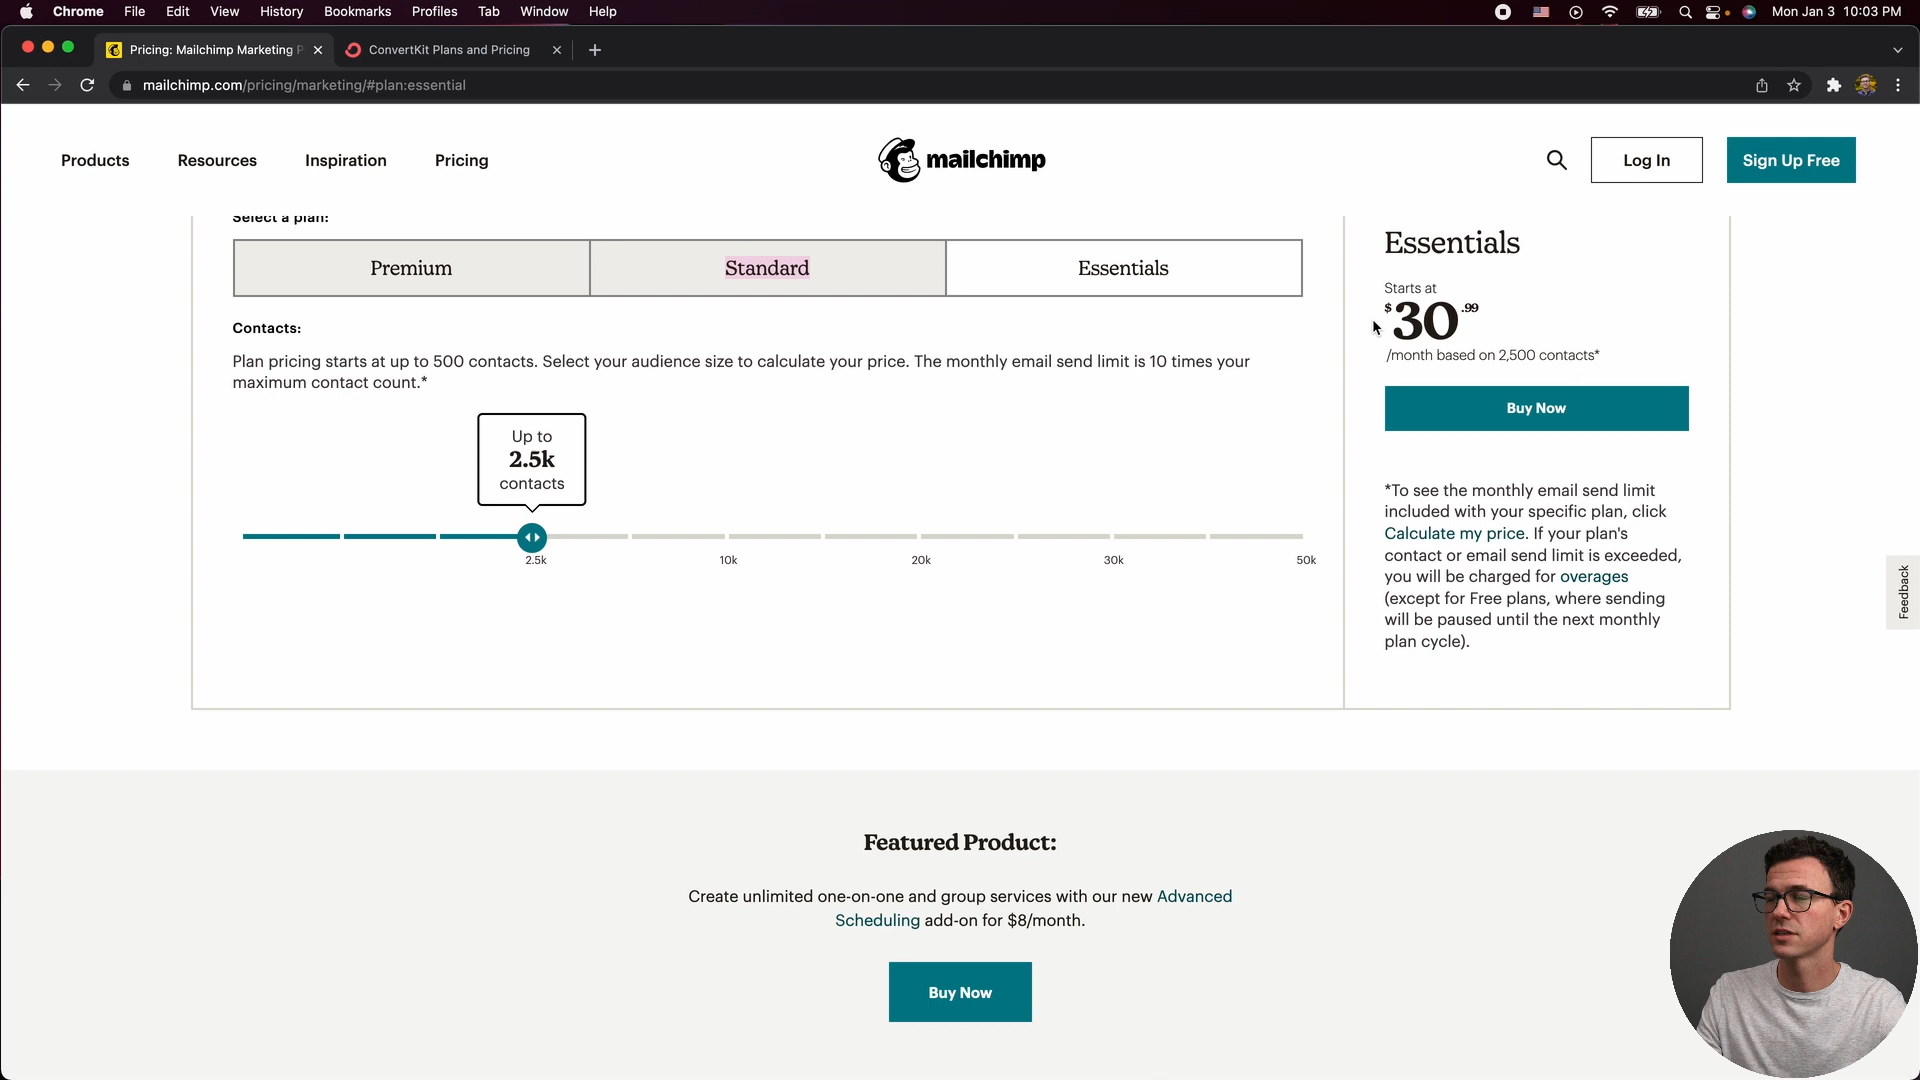 Chrome File Edit View History Bookmarks Profiles Tab Window Help Mon Jan 3 10:03 PM
Pricing: Mailchimp Marketing P ConvertKit Plans and Pricing
mailchimp.com/pricing/marketing/#plan:essential
Products Resources Inspiration Pricing mailchimp Log In Sign Up Free
Select a plan:
Premium Standard Essentials
Contacts:
Plan pricing starts at up to 500 contacts. Select your audience size to calculate your price. The monthly email send limit is 10 times your
maximum contact count.*
Up to
2.5k
contacts
2.5k 10k 20k 30k 50k
Essentials
Starts at
$30.99
/month based on 2,500 contacts*
Buy Now
*To see the monthly email send limit
included with your specific plan, click
Calculate my price. If your plan's
contact or email send limit is exceeded,
you will be charged for overages
(except for Free plans, where sending
will be paused until the next monthly
plan cycle).
Feedback
Featured Product:
Create unlimited one-on-one and group services with our new Advanced
Scheduling add-on for $8/month.
Buy Now